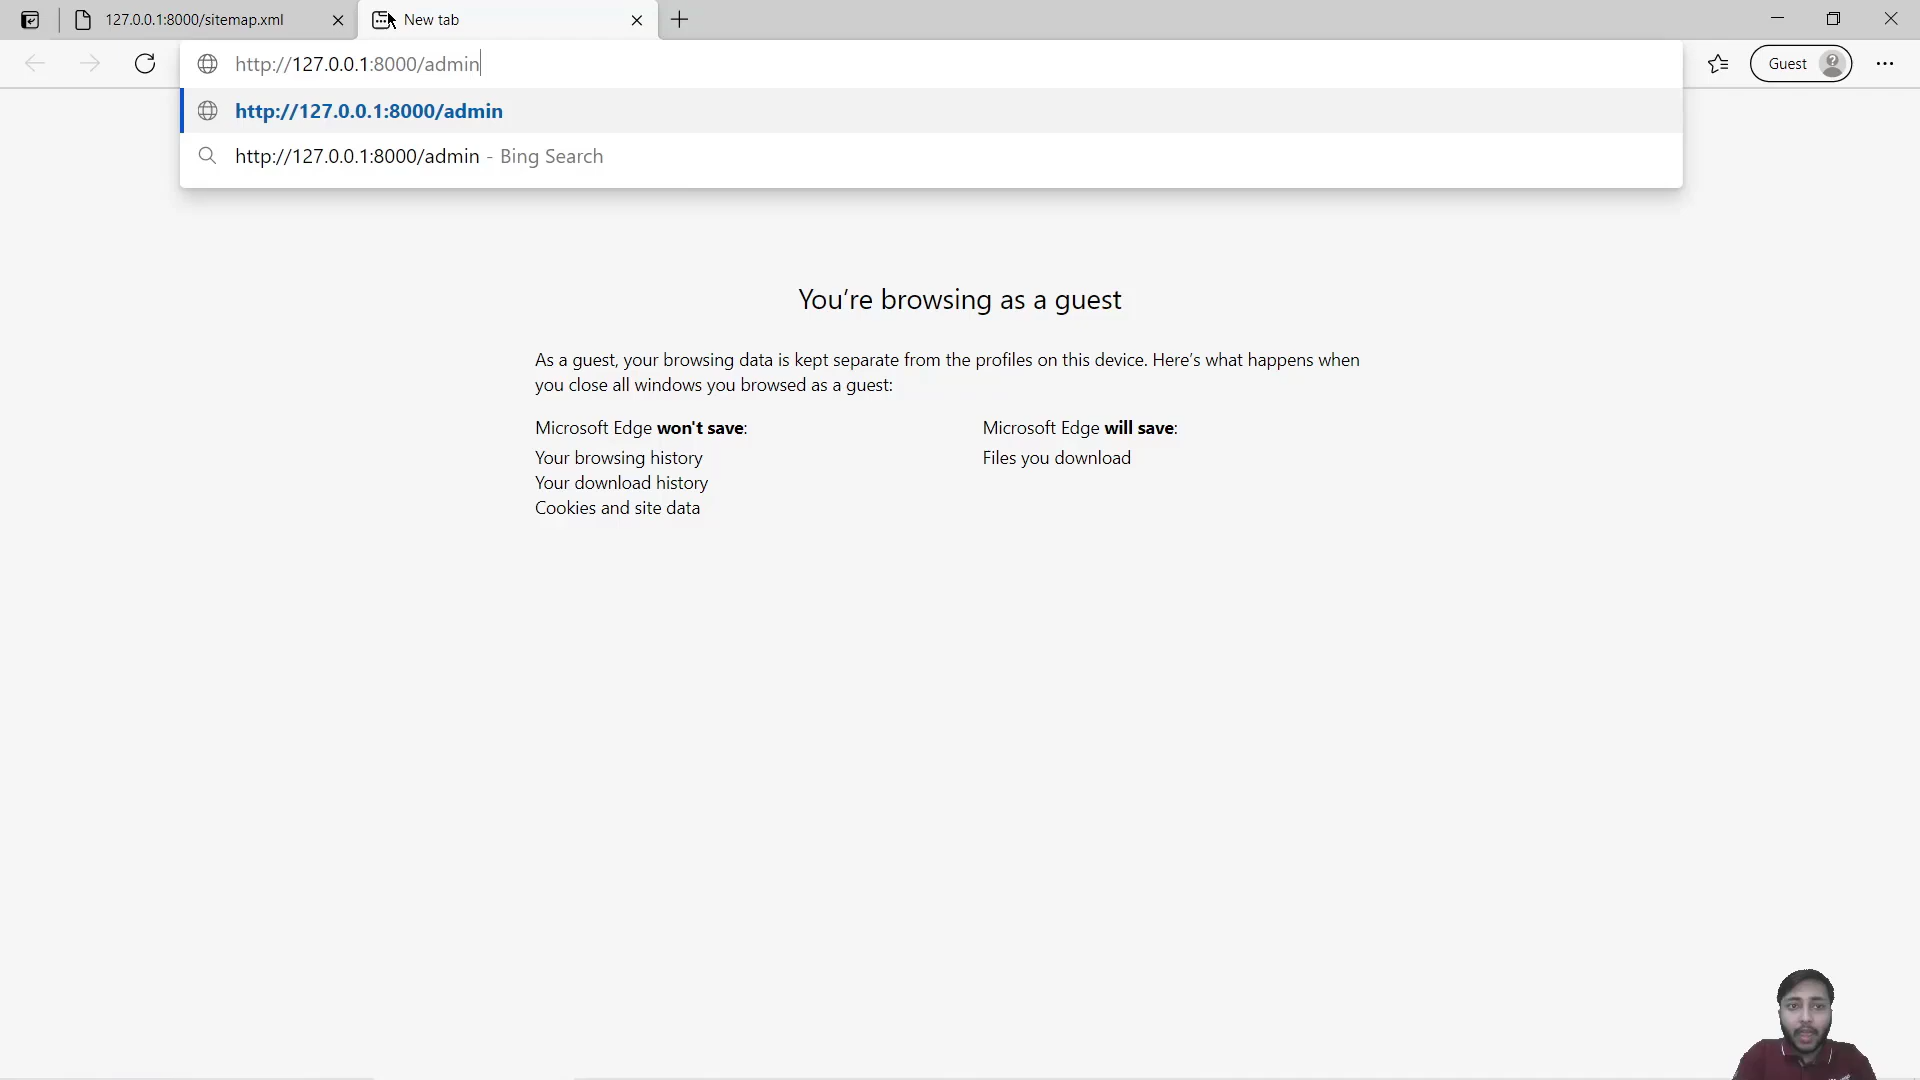 127.0.0.1:8000/sitemap.xml
New tab
http://127.0.0.1:8000/admin
Guest
http://127.0.0.1:8000/admin
http://127.0.0.1:8000/admin - Bing Search
You're browsing as a guest
As a guest, your browsing data is kept separate from the profiles on this device. Here's what happens when
you close all windows you browsed as a guest:
Microsoft Edge won't save:
Your browsing history
Your download history
Cookies and site data
Microsoft Edge will save:
Files you download